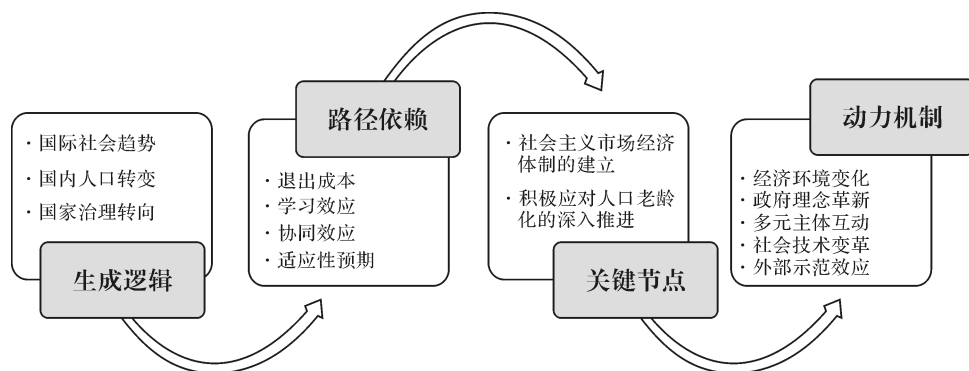 · 国际社会趋势
· 国内人口转变
· 国家治理转向
生成逻辑
路径依赖
· 退出成本
· 学习效应
· 协同效应
· 适应性预期
· 社会主义市场经济
体制的建立
· 积极应对人口老龄
化的深入推进
关键节点
动力机制
· 经济环境变化
· 政府理念革新
· 多元主体互动
· 社会技术变革
· 外部示范效应